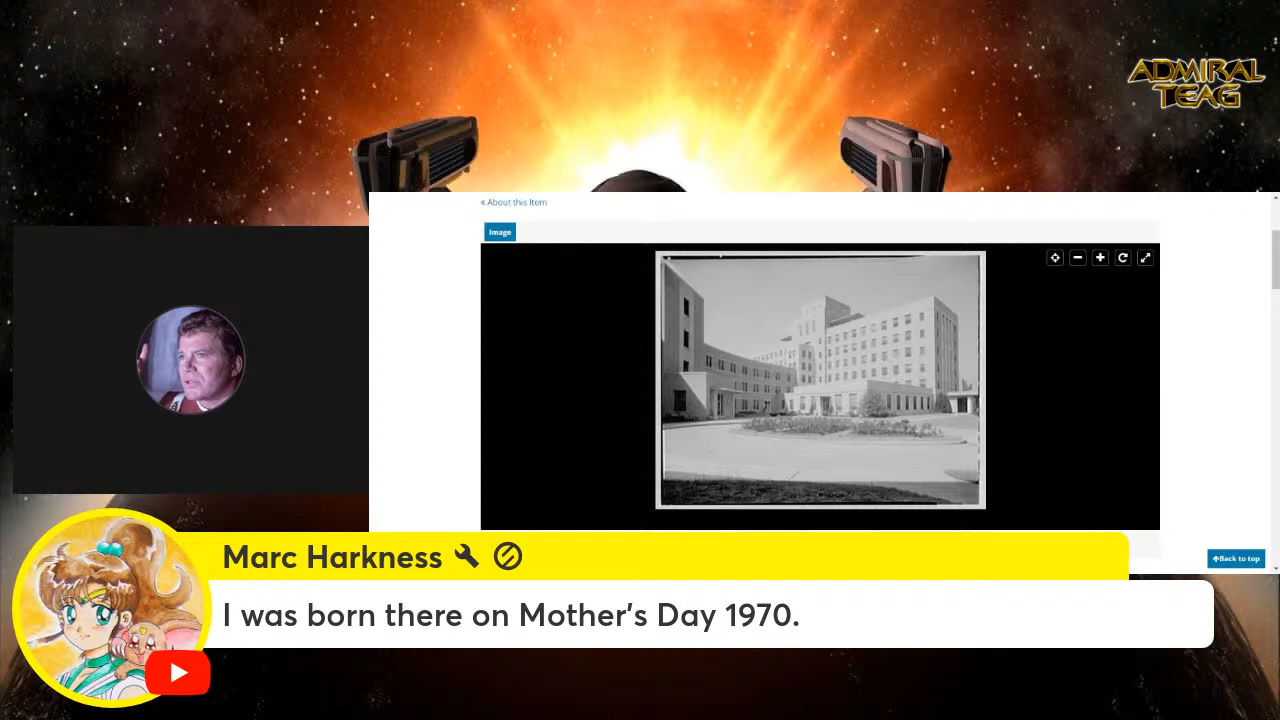 ADMIRAL
TEAG
« About this Item
Image
Back to top
Marc Harkness
I was born there on Mother's Day 1970.